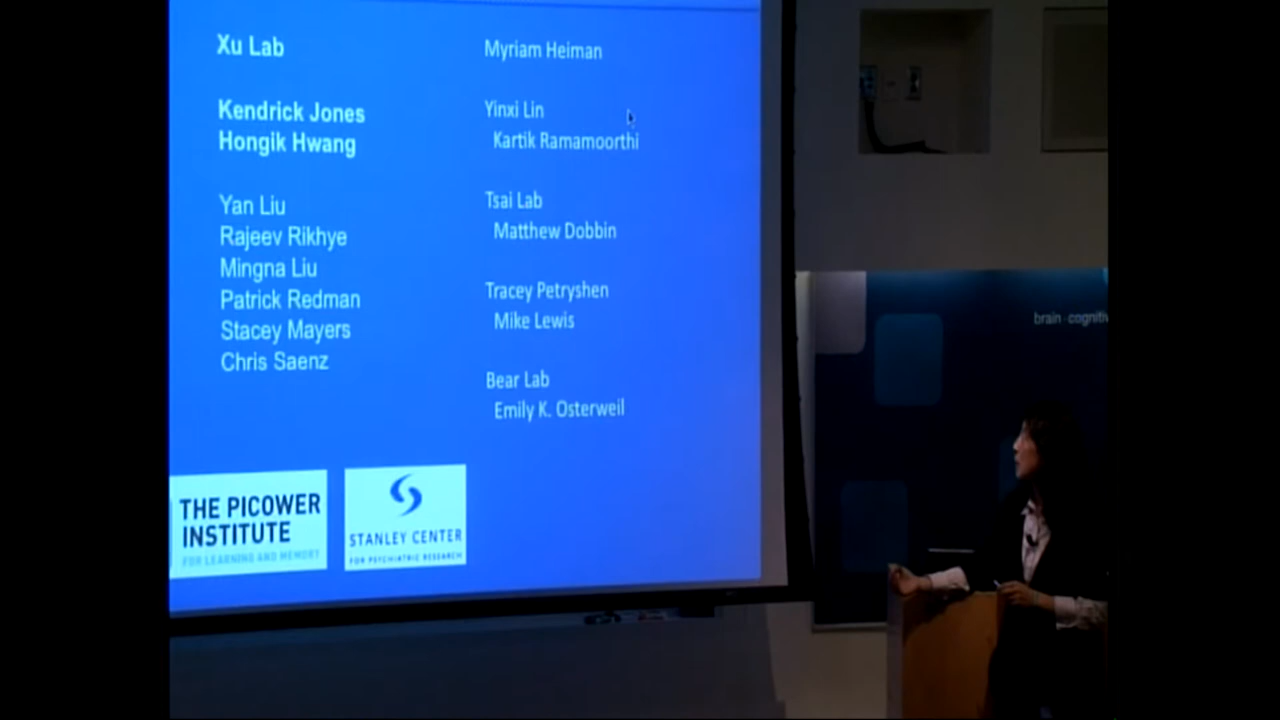 Xu Lab
Kendrick Jones
Hongik Hwang
Yan Liu
Rajeev Rikhye
Mingna Liu
Patrick Redman
Stacey Mayers
Chris Saenz
Myriam Heiman
Yinxi Lin
Kartik Ramamoorthi
Tsai Lab
Matthew Dobbin
Tracey Petryshen
Mike Lewis
Bear Lab
Emily K. Osterweil
THE PICOWER
INSTITUTE
FOR LEARNING AND MEMORY
STANLEY CENTER
FOR PSYCHIATRIC RESEARCH
brain·cognitiv